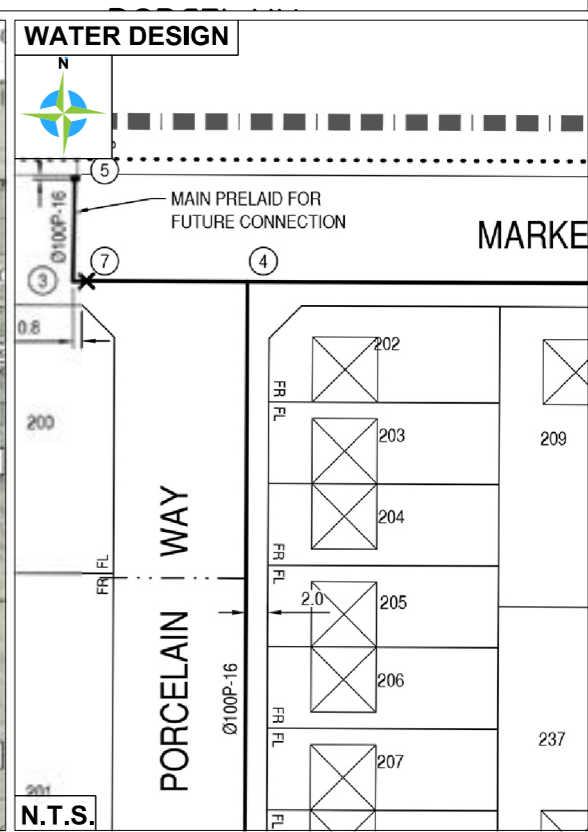 WATER DESIGN
N
5
MAIN PRELAID FOR
FUTURE CONNECTION
Ø100P-16
MARKE
7
4
3
0.8
202
FR
FL
200
203
209
204
FR
FL
PORCELAIN WAY
FL
FR
2.0
205
Ø100P-16
206
FR
FL
237
207
201
N.T.S.
FL